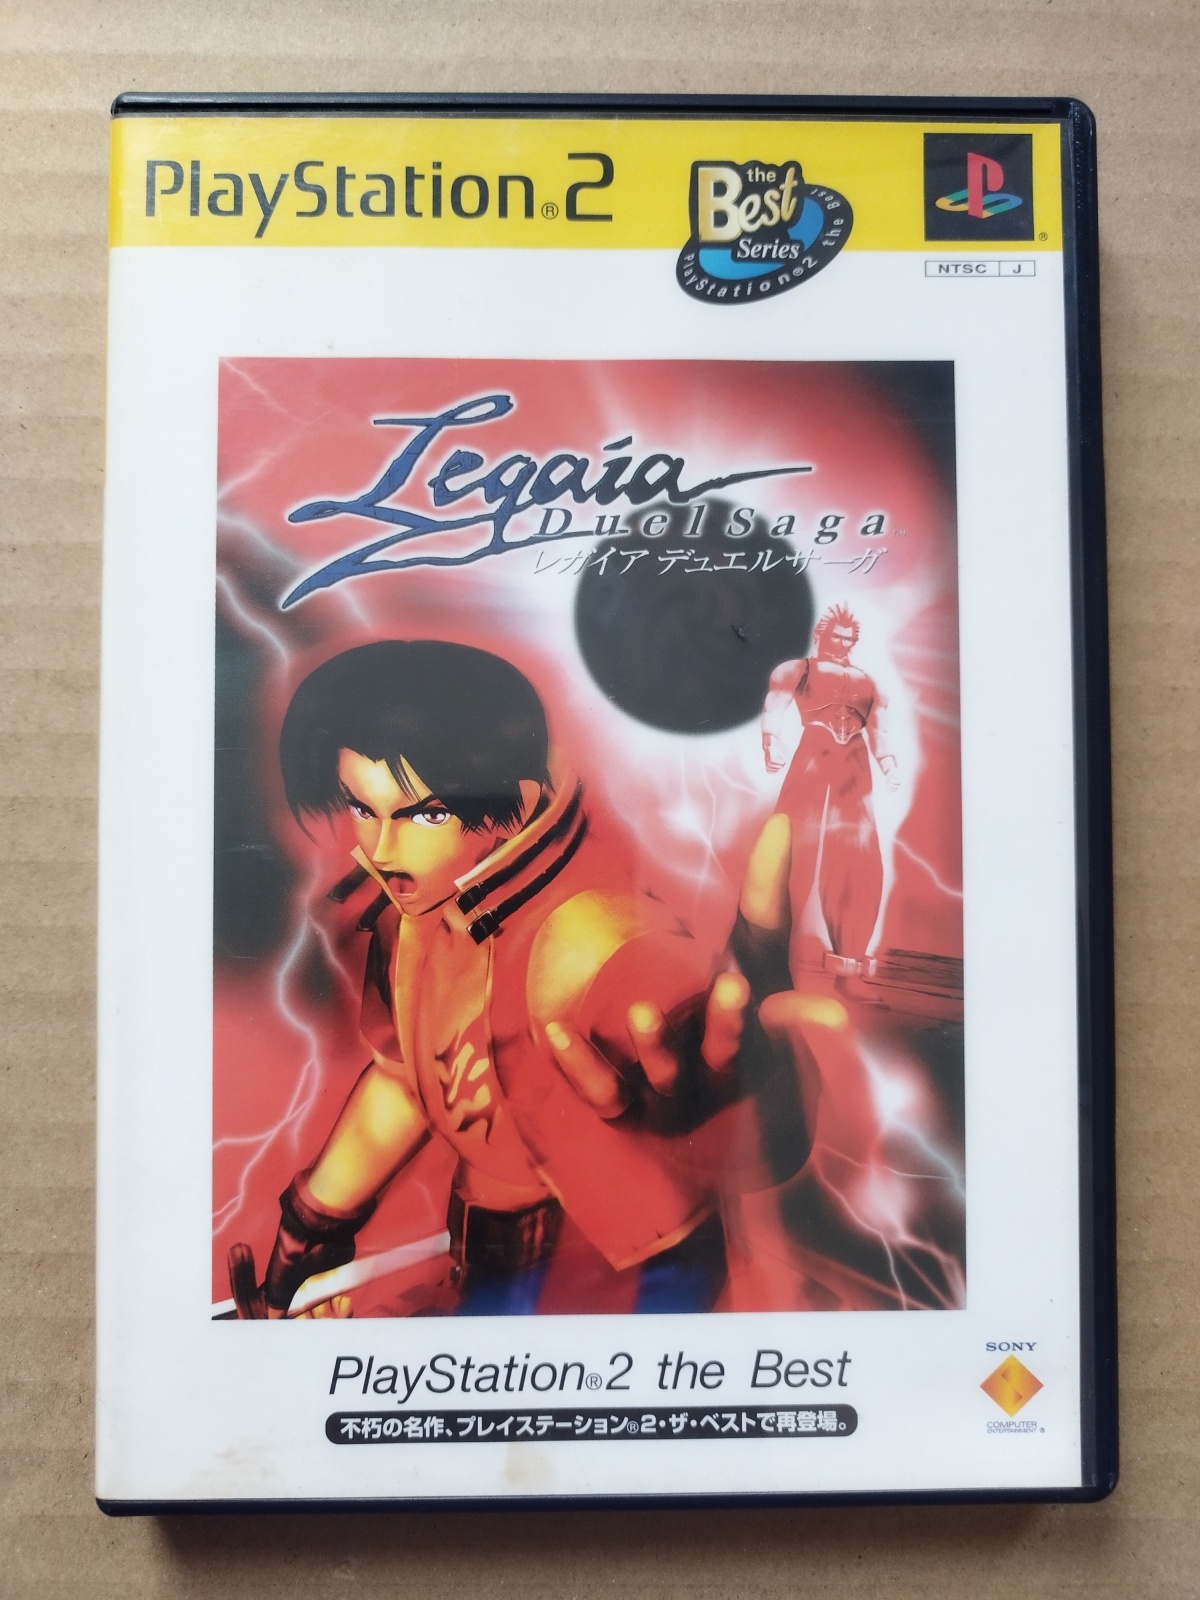 PlayStation®2
the
Best
Series
PlayStation®2 the Best
®
NTSC J
Legaia
Duel Saga™
レガイア デュエルサーガ
PlayStation®2 the Best
不朽の名作、プレイステーション®2・ザ・ベストで再登場。
SONY
COMPUTER
ENTERTAINMENT®